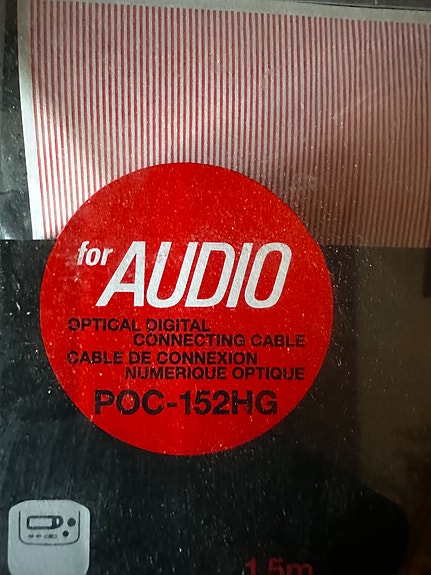 for AUDIO
OPTICAL DIGITAL
CONNECTING CABLE
CABLE DE CONNEXION
NUMERIQUE OPTIQUE
POC-152HG
1.5m